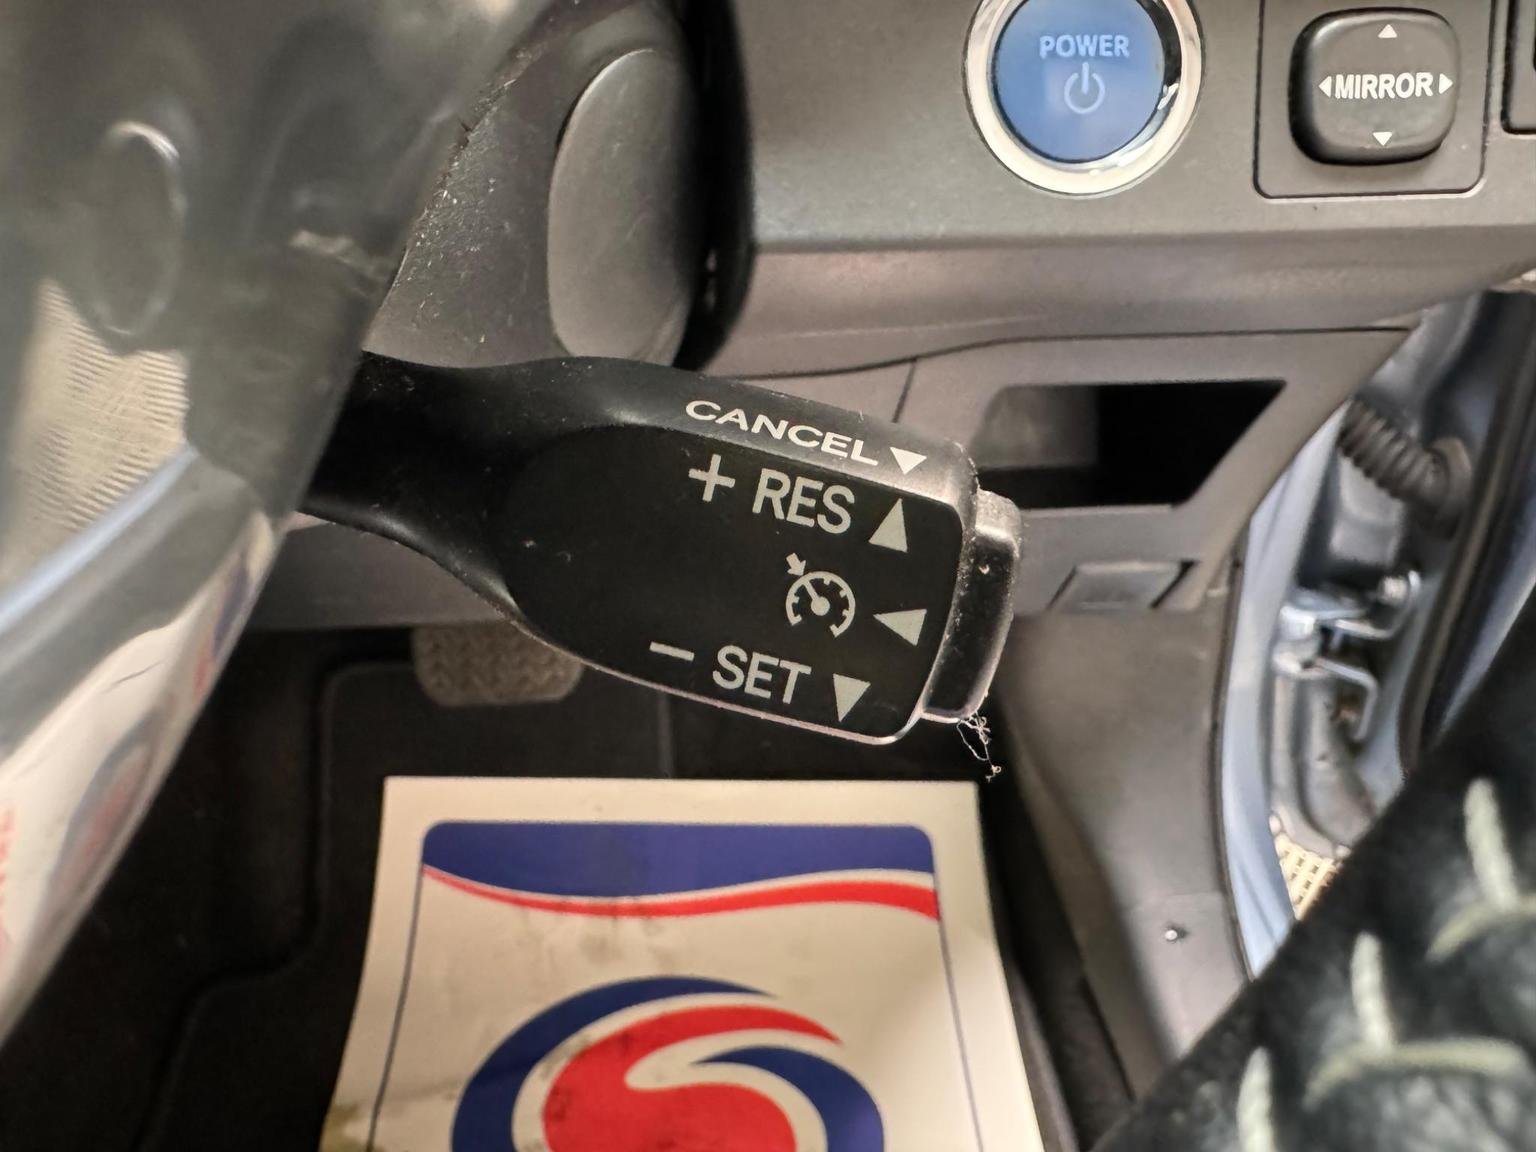 POWER
MIRROR
CANCEL
+ RES
− SET